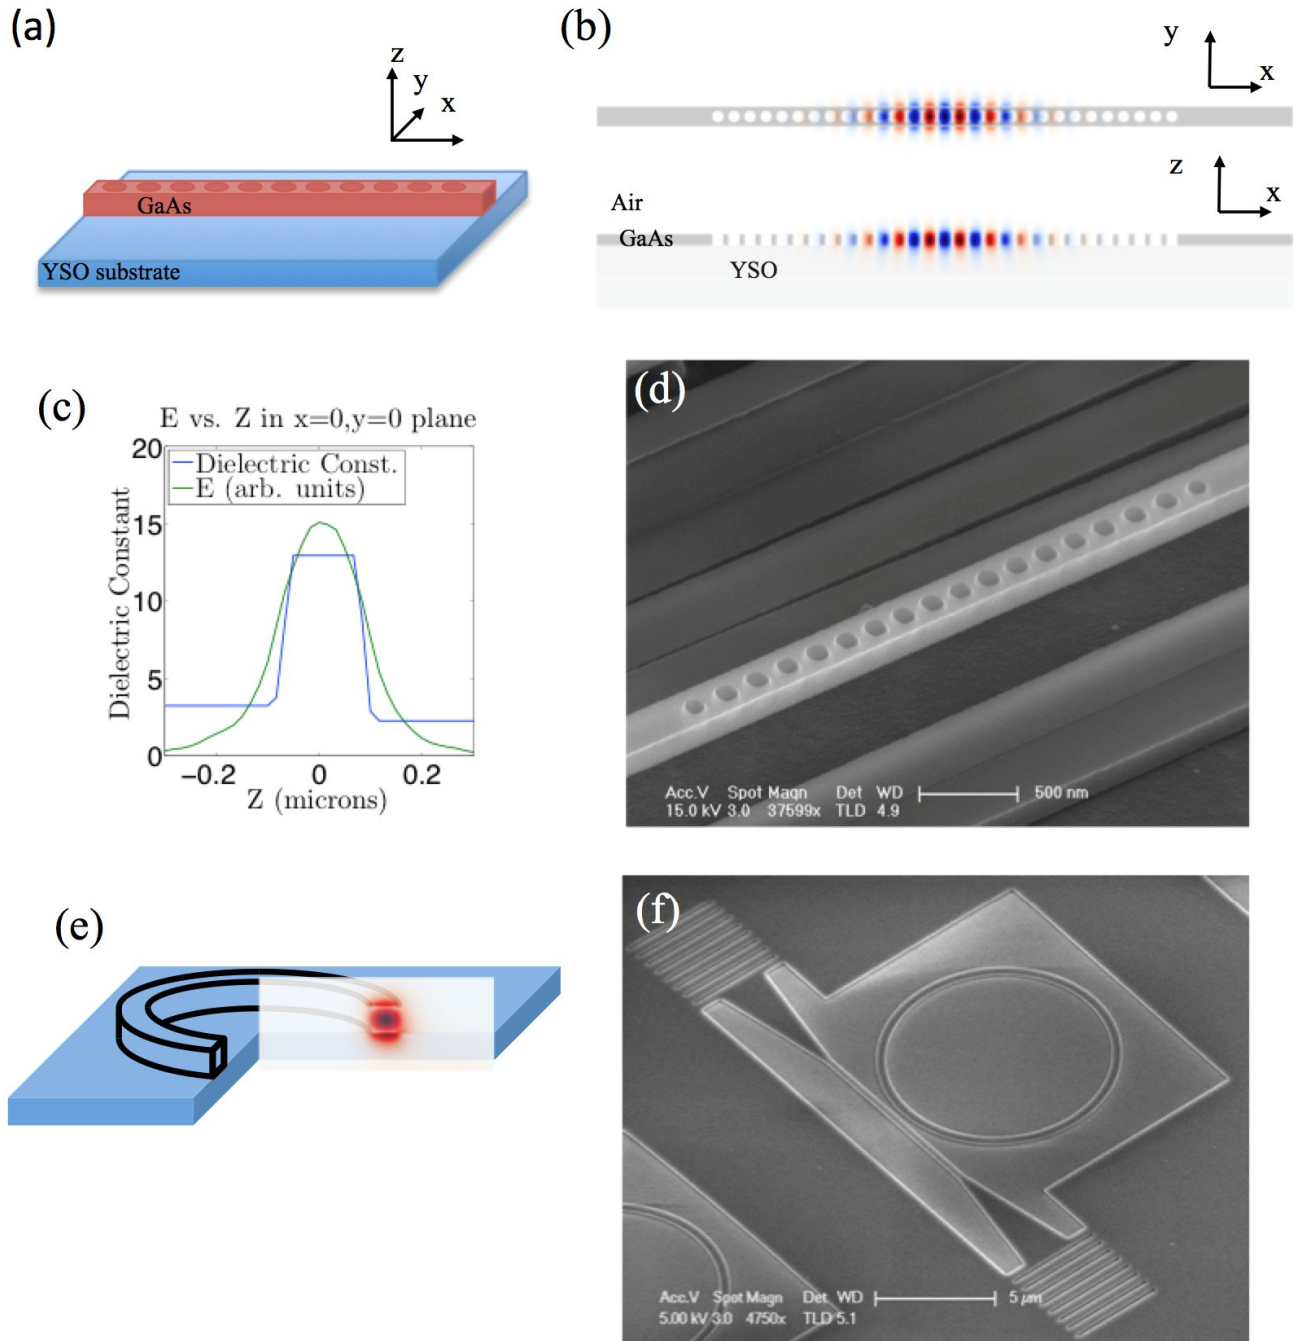 (a)
z
y
x
GaAs
YSO substrate
(b)
y
x
z
x
Air
GaAs
YSO
(c)
E vs. Z in x=0,y=0 plane
Dielectric Const.
E (arb. units)
Dielectric Constant
20
15
10
5
0
−0.2 0 0.2
Z (microns)
(d)
Acc.V Spot Magn Det WD 500 nm
15.0 kV 3.0 37599x TLD 4.9
(e)
(f)
Acc.V Spot Magn Det WD 5 µm
5.00 kV 3.0 4750x TLD 5.1